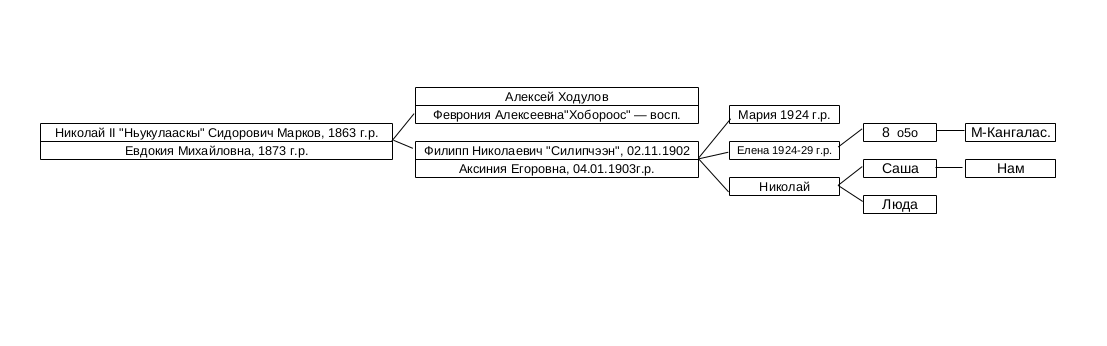 Алексей Ходулов
Феврония Алексеевна"Хобороос" — восп.
Мария 1924 г.р.
Николай II "Ньукулааскы" Сидорович Марков, 1863 г.р.
8 о5о
М-Кангалас.
Евдокия Михайловна, 1873 г.р.
Филипп Николаевич "Силипчээн", 02.11.1902
Елена 1924-29 г.р.
Аксиния Егоровна, 04.01.1903г.р.
Саша
Нам
Николай
Люда